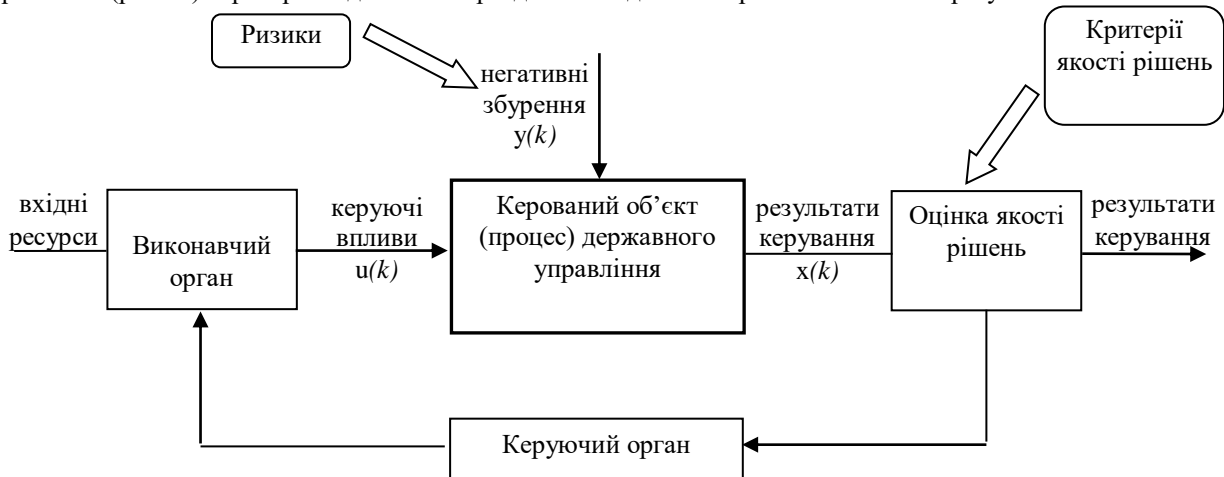 Ризики
Критерії
якості рішень
негативні
збурення
y(k)
вхідні
ресурси
Виконавчий
орган
керуючі
впливи
u(k)
Керований об’єкт
(процес) державного
управління
результати
керування
x(k)
Оцінка якості
рішень
результати
керування
Керуючий орган